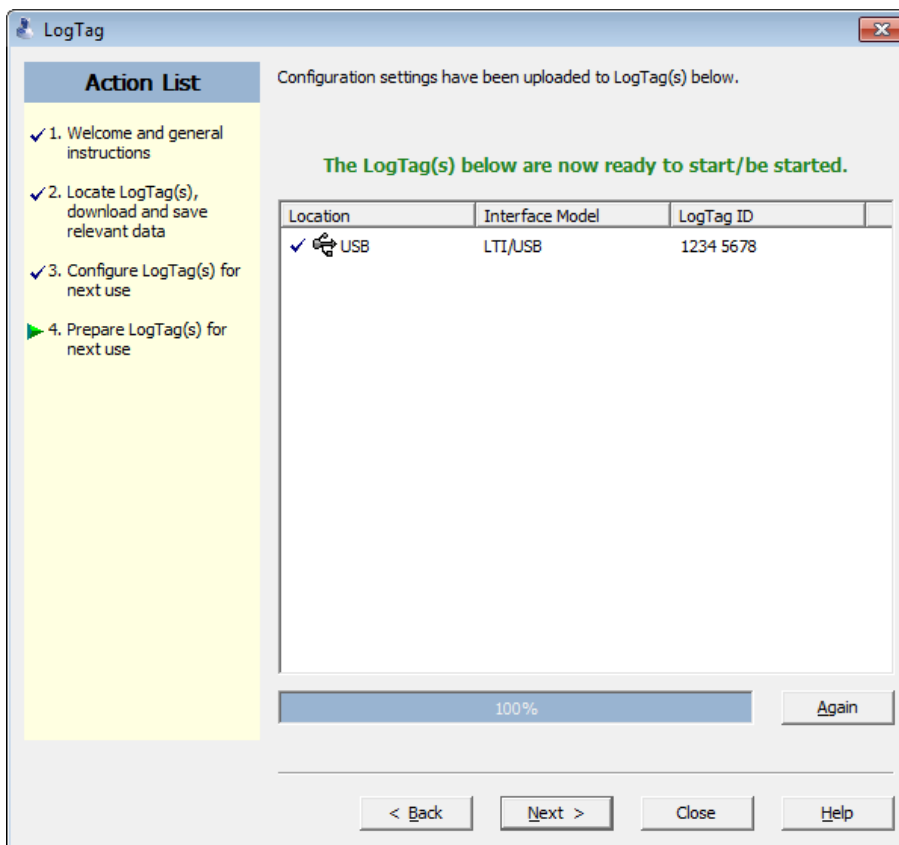 LogTag
Action List
1. Welcome and general
instructions
2. Locate LogTag(s),
download and save
relevant data
3. Configure LogTag(s) for
next use
4. Prepare LogTag(s) for
next use
Configuration settings have been uploaded to LogTag(s) below.
The LogTag(s) below are now ready to start/be started.
Location Interface Model LogTag ID
USB LTI/USB 1234 5678
100% Again
< Back Next > Close Help